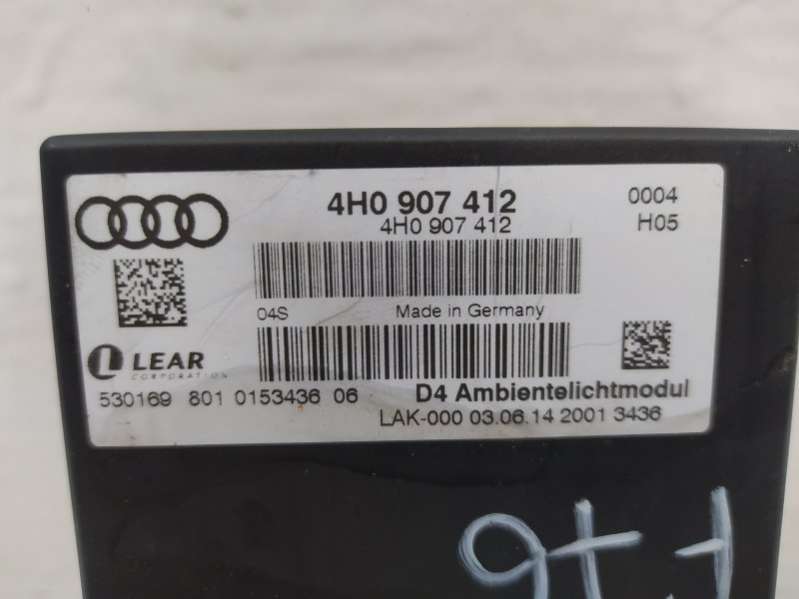 4H0 907 412
0004
4H0 907 412
H05
04S Made in Germany
LEAR
CORPORATION
D4 Ambientelichtmodul
530169 801 0153436 06
LAK-000 03.06.14 2001 3436